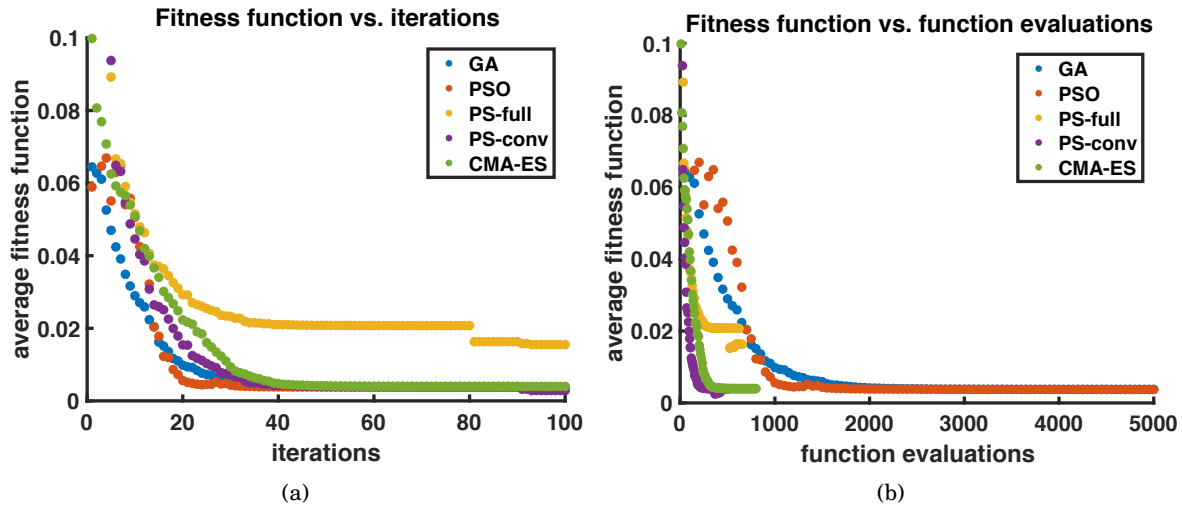 Fitness function vs. iterations
0.1
0.08
0.06
0.04
0.02
0
average fitness function
GA
PSO
PS-full
PS-conv
CMA-ES
0 20 40 60 80 100
iterations
(a)
Fitness function vs. function evaluations
0.1
0.08
0.06
0.04
0.02
0
average fitness function
GA
PSO
PS-full
PS-conv
CMA-ES
0 1000 2000 3000 4000 5000
function evaluations
(b)